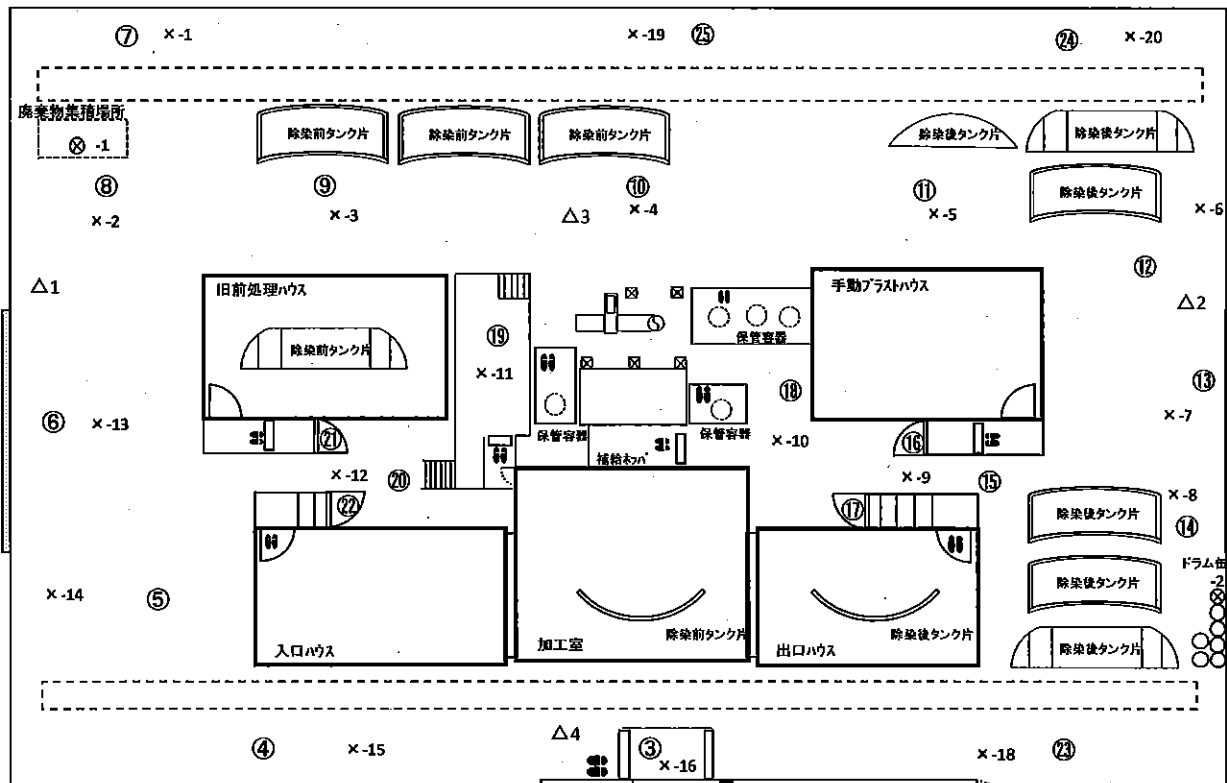 ⑦ ×-1 ×-19 ㉕ ㉔ ×-20
廃棄物集積場所
⊗ -1
除染前タンク片 除染前タンク片 除染前タンク片 除染後タンク片 除染後タンク片
⑧ ⑨ ⑩ ⑪ 除染後タンク片
×-2 ×-3 △3 ×-4 ×-5 ×-6
⑫
△1 旧前処理ハウス 手動ブラストハウス △2
⑲ 保管容器
除染前タンク片
×-11 ⑱ ⑬
⑥ ×-13 ×-7
㉑ 保管容器 保管容器 ×-10 ⑯
補給ホッパ
×-12 ⑳ ×-9 ⑮
㉒ ⑰ 除染後タンク片 ×-8
⑭
ドラム缶
-2
×-14 ⑤ 除染後タンク片
除染前タンク片 除染後タンク片 除染後タンク片
入口ハウス 加工室 出口ハウス
④ ×-15 △4 ③ ×-16 ×-18 ㉓